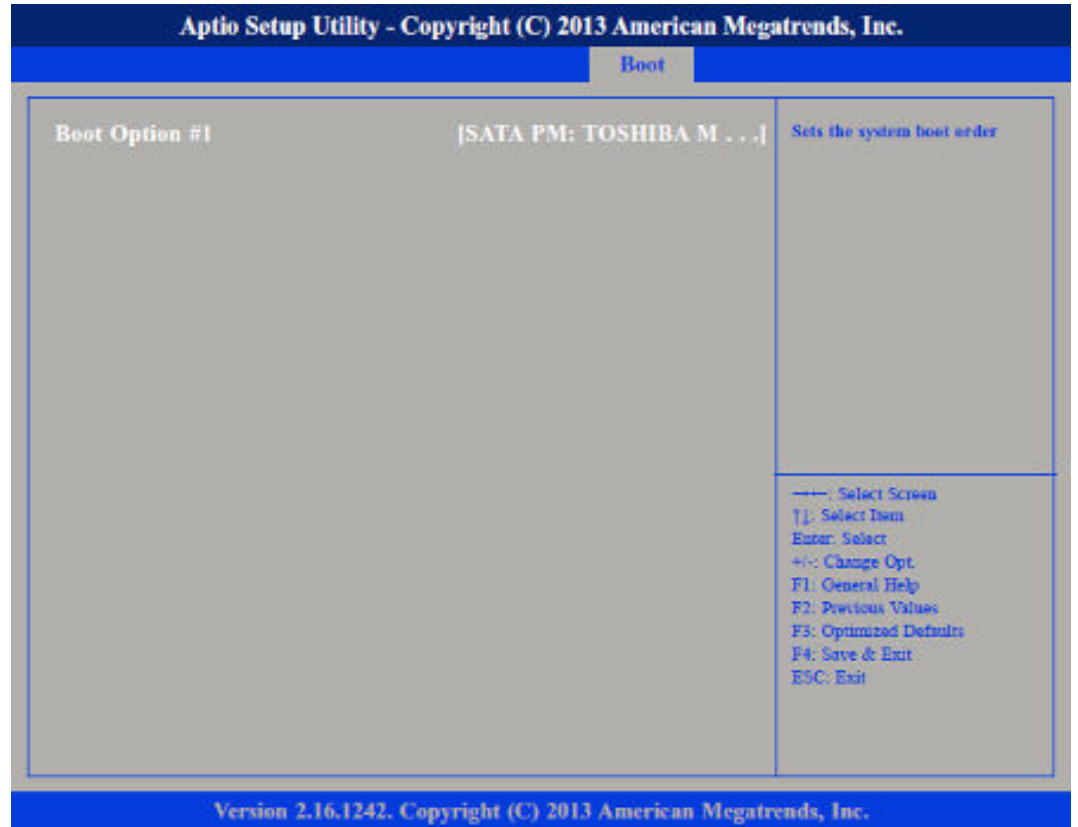 Aptio Setup Utility - Copyright (C) 2013 American Megatrends, Inc.
Boot
Boot Option #1 [SATA PM: TOSHIBA M . . .]
Sets the system boot order
→←: Select Screen
↑↓: Select Item
Enter: Select
+/-: Change Opt.
F1: General Help
F2: Previous Values
F3: Optimized Defaults
F4: Save & Exit
ESC: Exit
Version 2.16.1242. Copyright (C) 2013 American Megatrends, Inc.